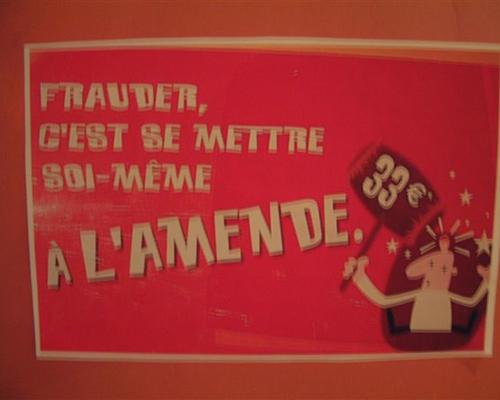 FRAUDER,
C'EST SE METTRE
SOI-MÊME
À L'AMENDE.
33 €